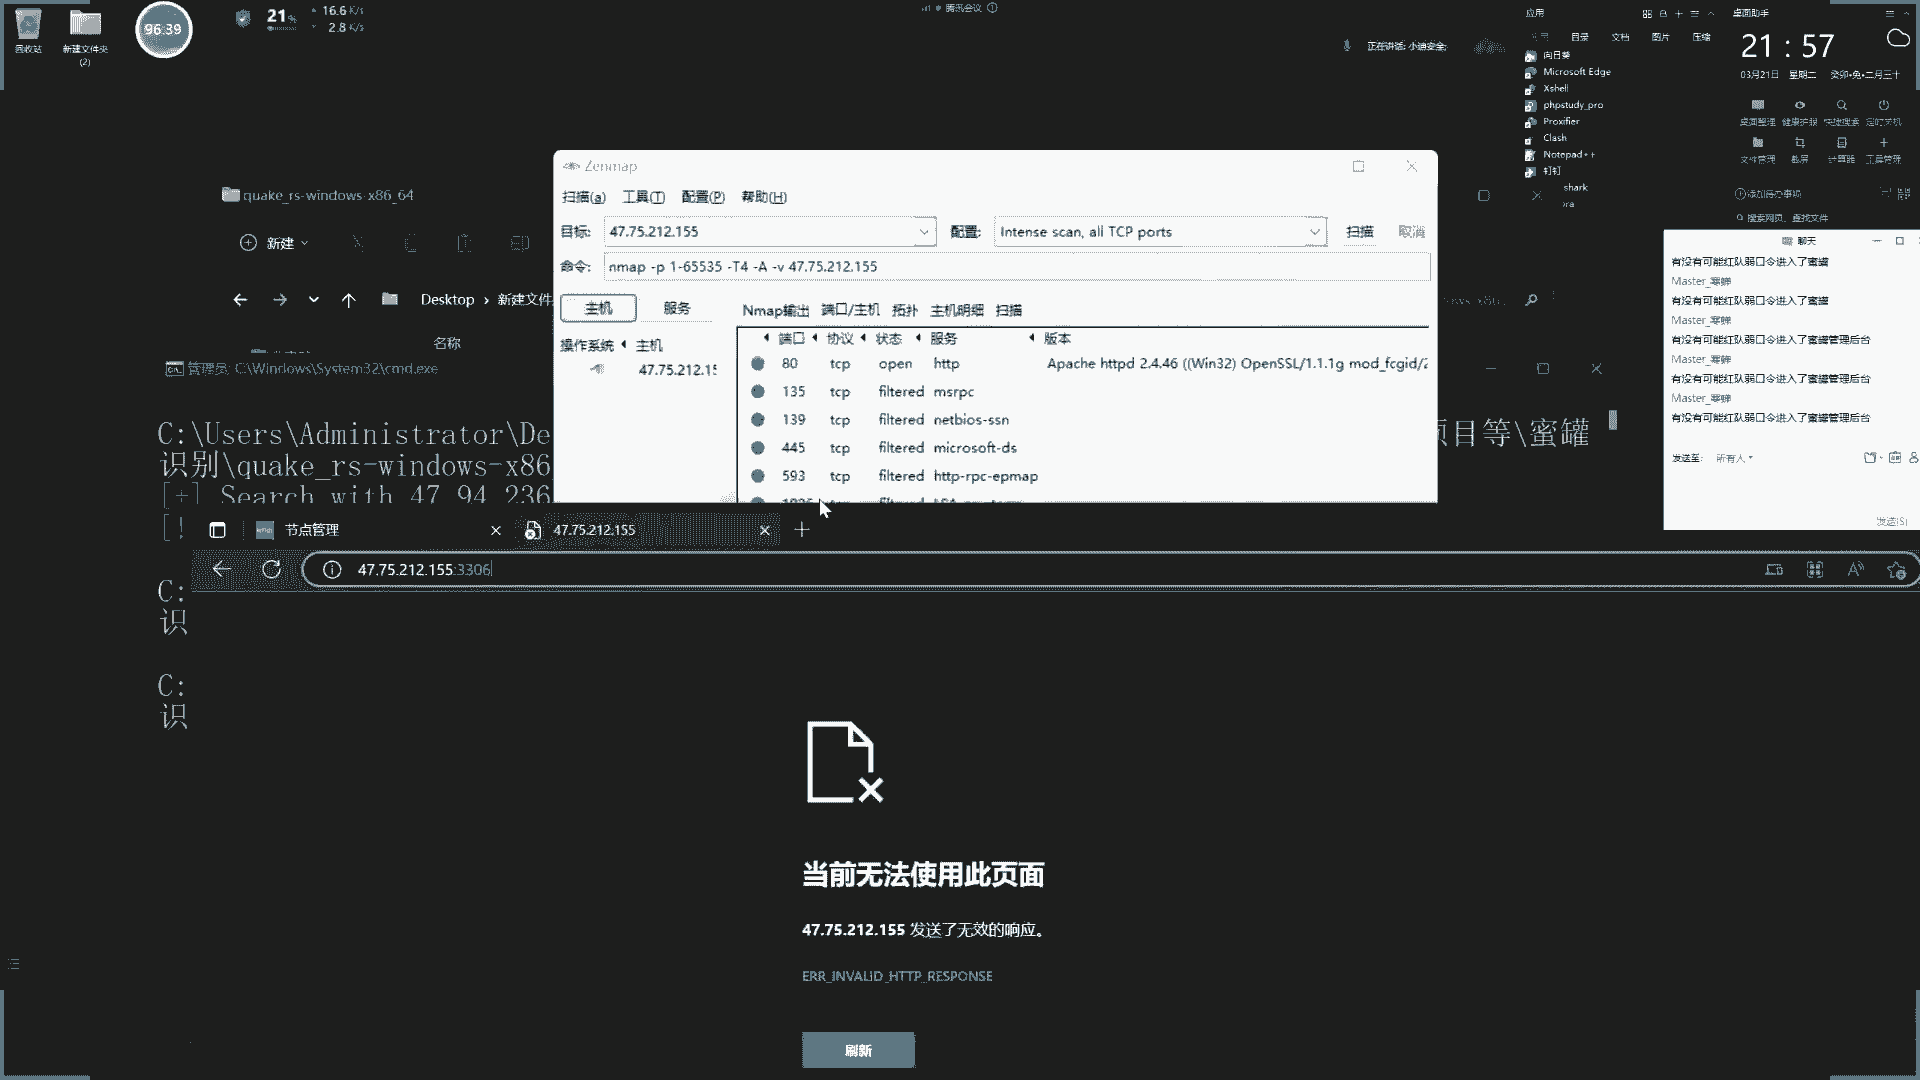 回收站
新建文件夹
(2)
96:39
21%
16.6 K/s
2.8 K/s
腾讯会议
正在讲话: 小迪安全;
应用
目录
文档
图片
压缩
向日葵
Microsoft Edge
Xshell
phpstudy_pro
Proxifier
Clash
Notepad++
钉钉
shark
ora
桌面助手
21 : 57
03月21日 星期二 癸卯•兔•二月三十
桌面整理 健康护眼 快捷搜索 定时关机
文件管理 截屏 计算器 工具管理
添加待办事项
搜索网页、查找文件
quake_rs-windows-x86_64
新建
Desktop › 新建文件
名称
管理员: C:\Windows\System32\cmd.exe
C:\Users\Administrator\De
项目等\蜜罐
识别\quake_rs-windows-x86
[+] Search with 47.94.236
[!
C:
识
C:
识
Zenmap
扫描(a) 工具(T) 配置(P) 帮助(H)
目标: 47.75.212.155 配置: Intense scan, all TCP ports 扫描 取消
命令: nmap -p 1-65535 -T4 -A -v 47.75.212.155
主机 服务
操作系统 主机
47.75.212.15
Nmap输出 端口/主机 拓扑 主机明细 扫描
端口 协议 状态 服务 版本
80 tcp open http Apache httpd 2.4.46 ((Win32) OpenSSL/1.1.1g mod_fcgid/2
135 tcp filtered msrpc
139 tcp filtered netbios-ssn
445 tcp filtered microsoft-ds
593 tcp filtered http-rpc-epmap
聊天
有没有可能红队弱口令进入了蜜罐
Master_寒蝉
有没有可能红队弱口令进入了蜜罐
Master_寒蝉
有没有可能红队弱口令进入了蜜罐管理后台
Master_寒蝉
有没有可能红队弱口令进入了蜜罐管理后台
Master_寒蝉
有没有可能红队弱口令进入了蜜罐管理后台
发送至: 所有人
发送(S)
节点管理
47.75.212.155
47.75.212.155:3306
当前无法使用此页面
47.75.212.155 发送了无效的响应。
ERR_INVALID_HTTP_RESPONSE
刷新